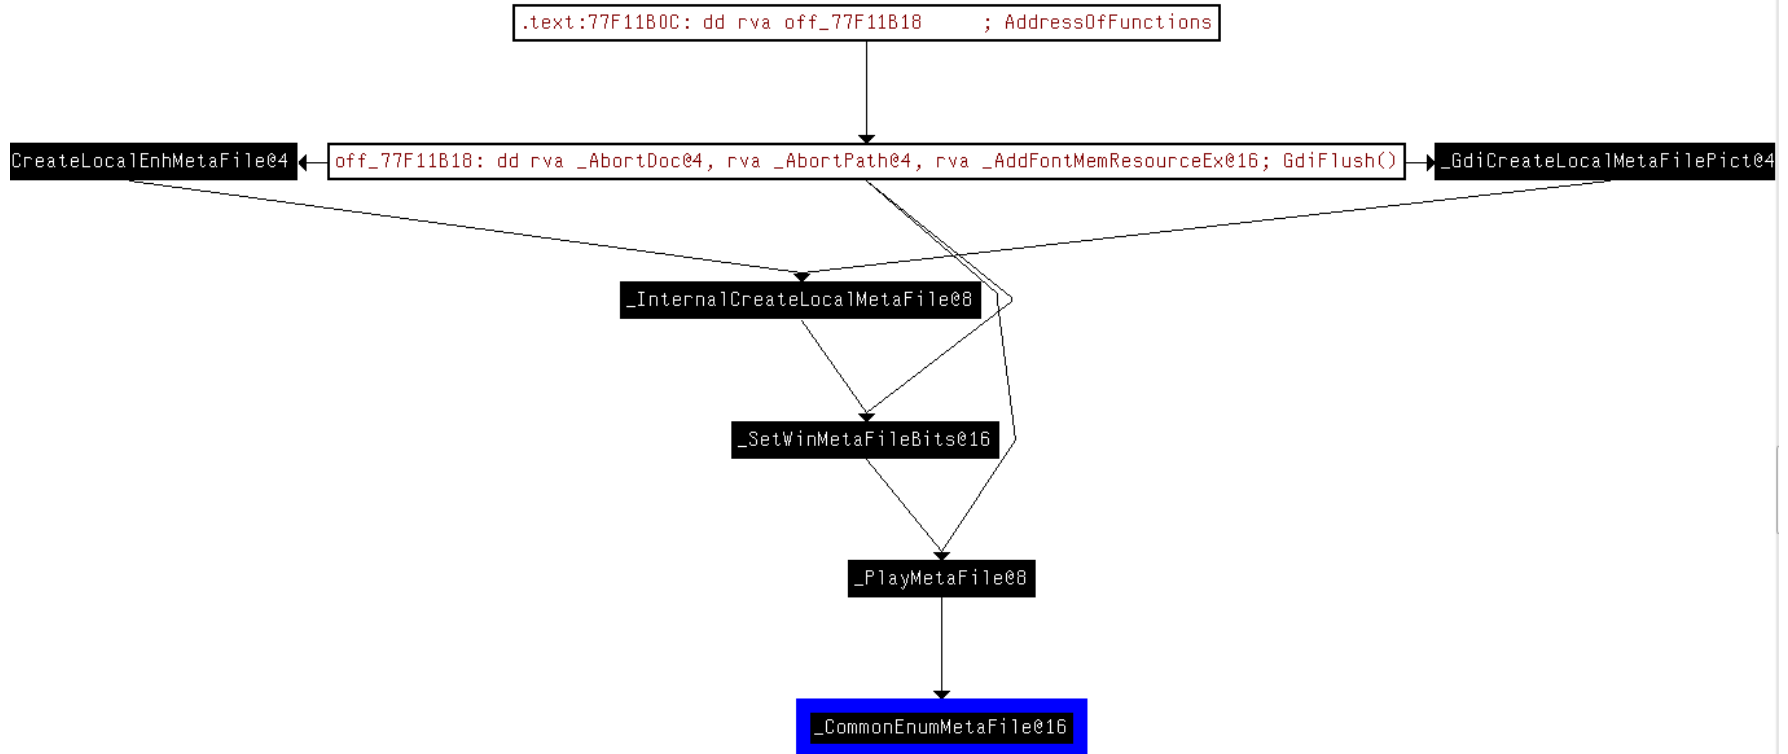 .text:77F11B0C: dd rva off_77F11B18     ; AddressOfFunctions
CreateLocalEnhMetaFile@4
off_77F11B18: dd rva _AbortDoc@4, rva _AbortPath@4, rva _AddFontMemResourceEx@16; GdiFlush()
_GdiCreateLocalMetaFilePict@4
_InternalCreateLocalMetaFile@8
_SetWinMetaFileBits@16
_PlayMetaFile@8
_CommonEnumMetaFile@16